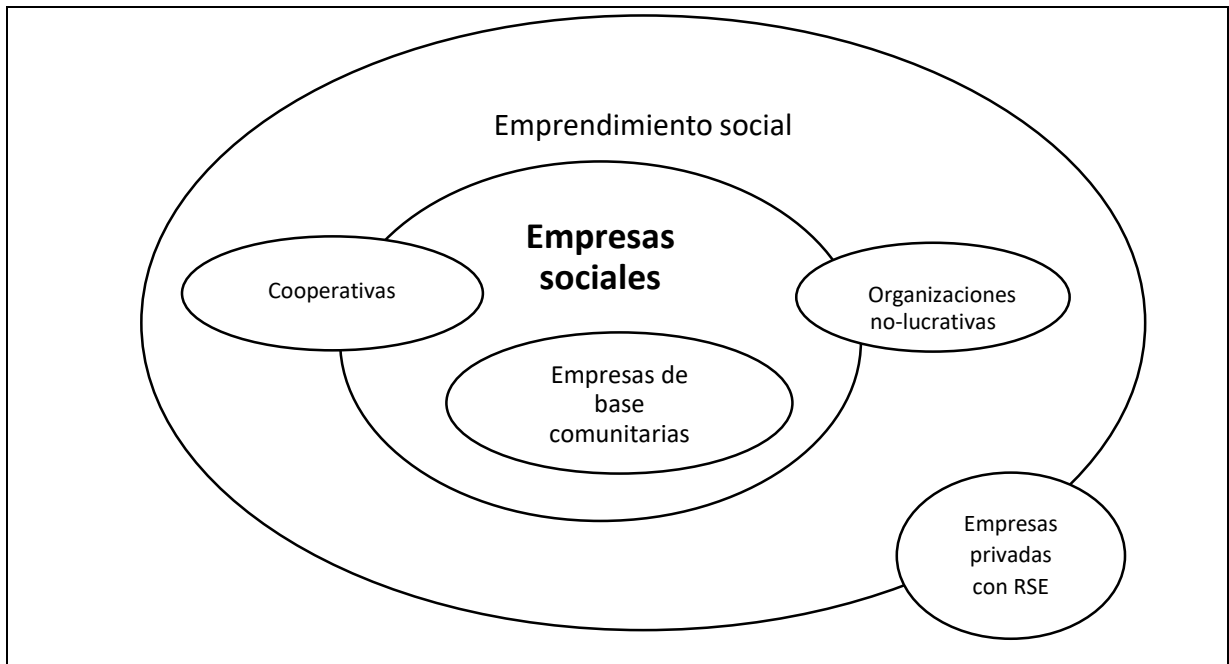 Emprendimiento social
Empresas
sociales
Cooperativas
Organizaciones
no-lucrativas
Empresas de
base
comunitarias
Empresas
privadas
con RSE